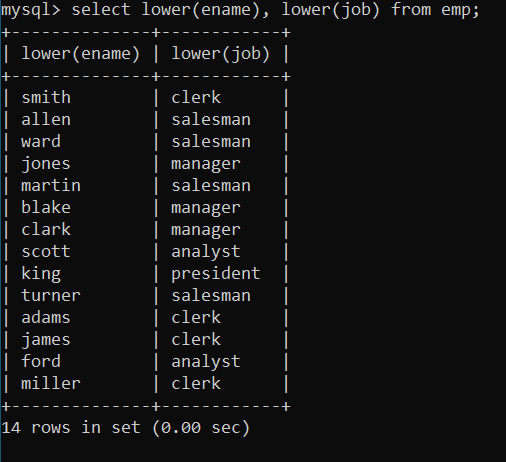 mysql> select lower(ename), lower(job) from emp;
+--------------+------------+
| lower(ename) | lower(job) |
+--------------+------------+
| smith        | clerk      |
| allen        | salesman   |
| ward         | salesman   |
| jones        | manager    |
| martin       | salesman   |
| blake        | manager    |
| clark        | manager    |
| scott        | analyst    |
| king         | president  |
| turner       | salesman   |
| adams        | clerk      |
| james        | clerk      |
| ford         | analyst    |
| miller       | clerk      |
+--------------+------------+
14 rows in set (0.00 sec)